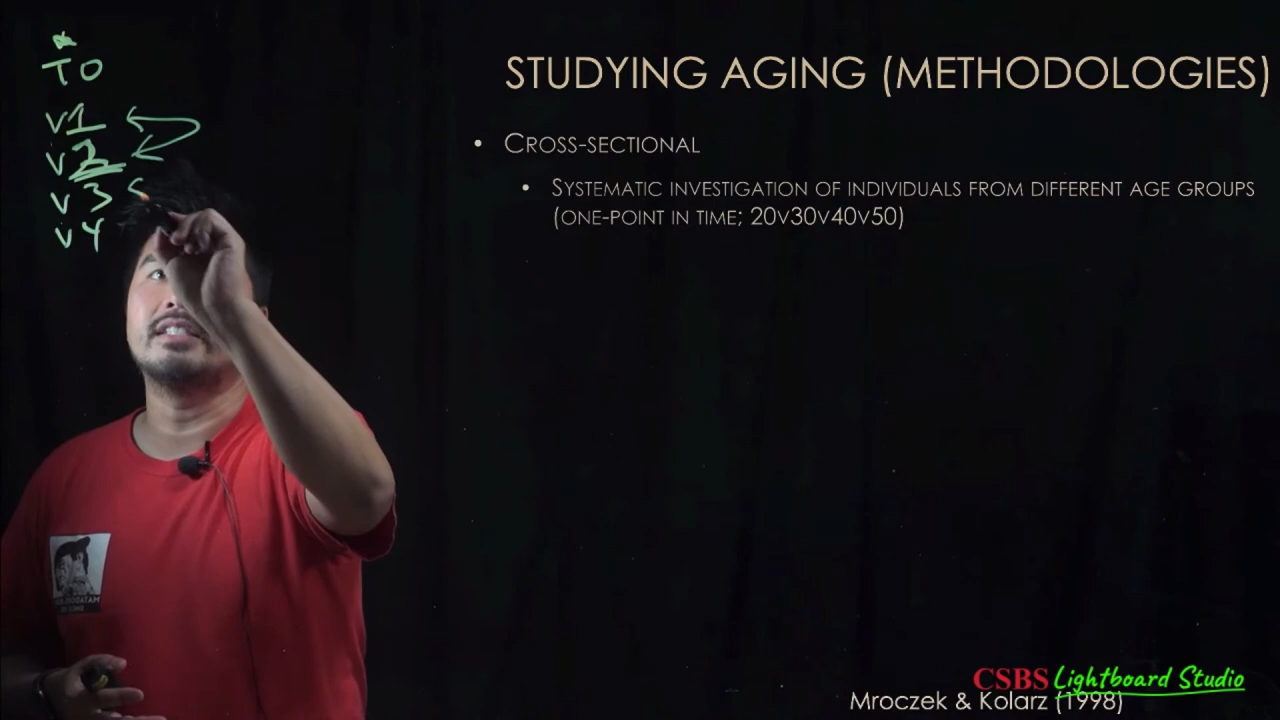 T0
V1
V2
V3
V4
STUDYING AGING (METHODOLOGIES)
• CROSS-SECTIONAL
• SYSTEMATIC INVESTIGATION OF INDIVIDUALS FROM DIFFERENT AGE GROUPS
(ONE-POINT IN TIME; 20V30V40V50)
CSBS Lightboard Studio
Mroczek & Kolarz (1998)